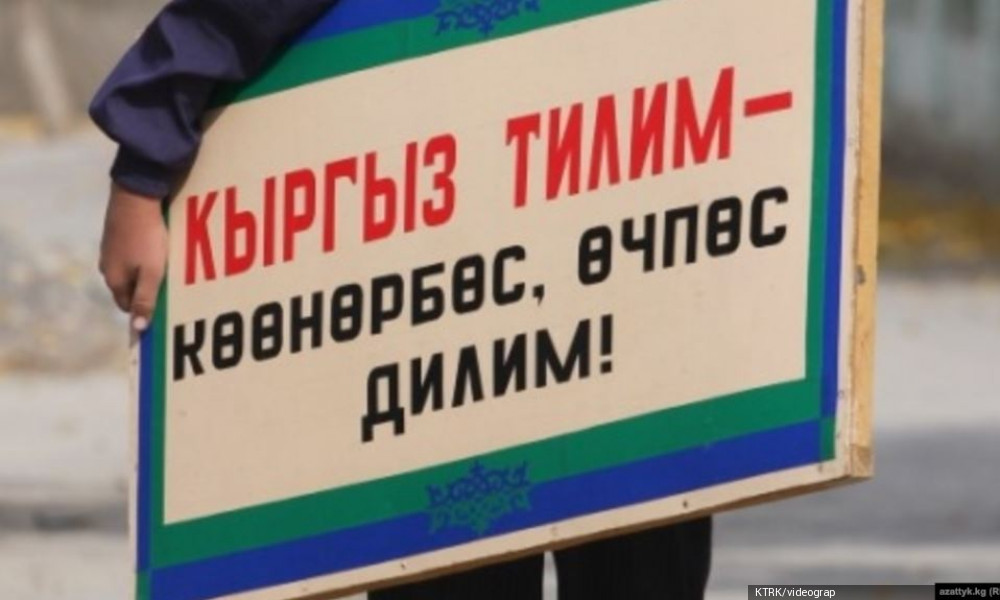 КЫРГЫЗ ТИЛИМ–
КӨӨНӨРБӨС, ӨЧПӨС
ДИЛИМ!
KTRK/videograp
azattyk.kg (R